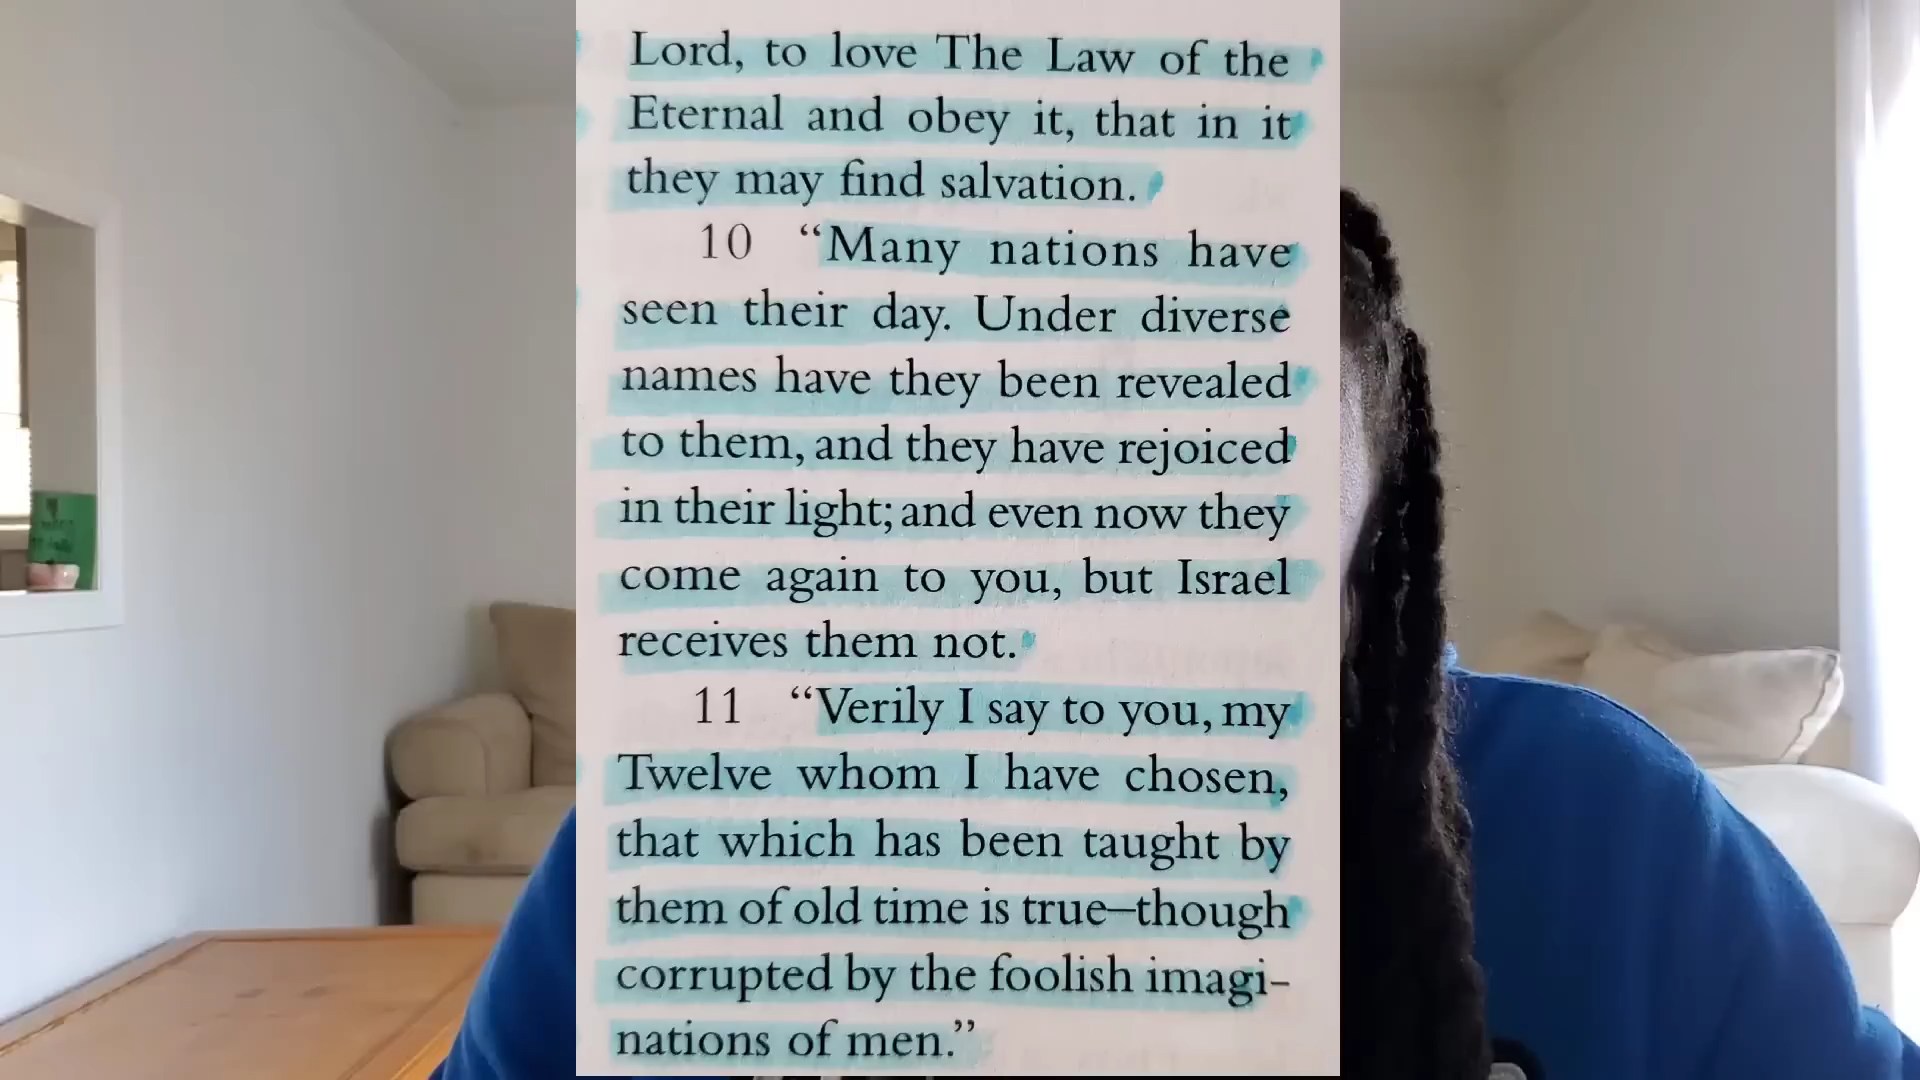 Lord, to love The Law of the
Eternal and obey it, that in it
they may find salvation.
10 “Many nations have
seen their day. Under diverse
names have they been revealed
to them, and they have rejoiced
in their light; and even now they
come again to you, but Israel
receives them not.
11 “Verily I say to you, my
Twelve whom I have chosen,
that which has been taught by
them of old time is true—though
corrupted by the foolish imagi-
nations of men.”